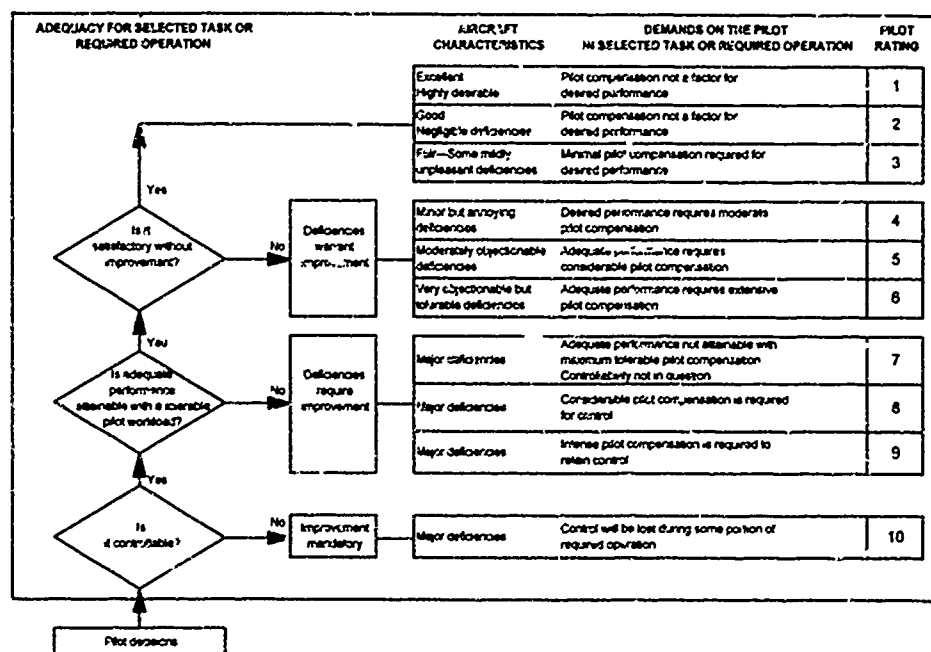 ADEQUACY FOR SELECTED TASK OR
REQUIRED OPERATION
AIRCRAFT
CHARACTERISTICS
DEMANDS ON THE PILOT
IN SELECTED TASK OR REQUIRED OPERATION
PILOT
RATING
Excellent
Highly desirable
Pilot compensation not a factor for
desired performance
1
Good
Negligible deficiencies
Pilot compensation not a factor for
desired performance
2
Fair—Some mildly
unpleasant deficiencies
Minimal pilot compensation required for
desired performance
3
Yes
Is it
satisfactory without
improvement?
No
Deficiencies
warrant
improvement
Minor but annoying
deficiencies
Desired performance requires moderate
pilot compensation
4
Moderately objectionable
deficiencies
Adequate performance requires
considerable pilot compensation
5
Very objectionable but
tolerable deficiencies
Adequate performance requires extensive
pilot compensation
6
Yes
Is adequate
performance
attainable with a tolerable
pilot workload?
No
Deficiencies
require
improvement
Major deficiencies
Adequate performance not attainable with
maximum tolerable pilot compensation
Controllability not in question
7
Major deficiencies
Considerable pilot compensation is required
for control
8
Major deficiencies
Intense pilot compensation is required to
retain control
9
Yes
Is
it controllable?
No
Improvement
mandatory
Major deficiencies
Control will be lost during some portion of
required operation
10
Pilot decisions